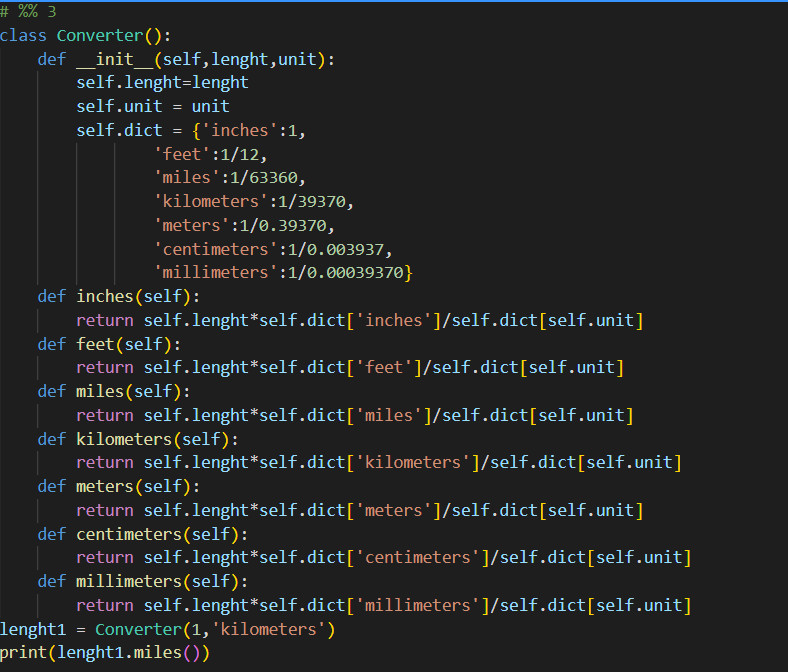 # %% 3
class Converter():
    def __init__(self,lenght,unit):
        self.lenght=lenght
        self.unit = unit
        self.dict = {'inches':1,
                'feet':1/12,
                'miles':1/63360,
                'kilometers':1/39370,
                'meters':1/0.39370,
                'centimeters':1/0.003937,
                'millimeters':1/0.00039370}
    def inches(self):
        return self.lenght*self.dict['inches']/self.dict[self.unit]
    def feet(self):
        return self.lenght*self.dict['feet']/self.dict[self.unit]
    def miles(self):
        return self.lenght*self.dict['miles']/self.dict[self.unit]
    def kilometers(self):
        return self.lenght*self.dict['kilometers']/self.dict[self.unit]
    def meters(self):
        return self.lenght*self.dict['meters']/self.dict[self.unit]
    def centimeters(self):
        return self.lenght*self.dict['centimeters']/self.dict[self.unit]
    def millimeters(self):
        return self.lenght*self.dict['millimeters']/self.dict[self.unit]
lenght1 = Converter(1,'kilometers')
print(lenght1.miles())